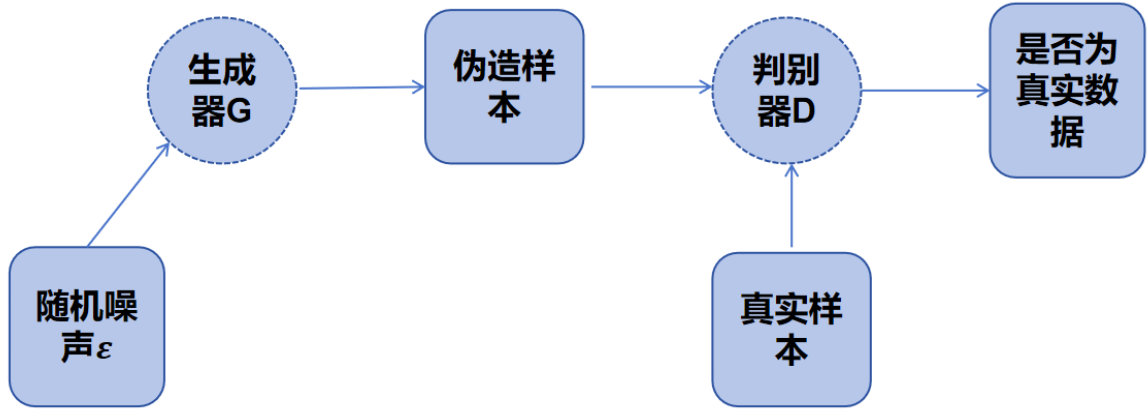 生成
器G
伪造样
本
判别
器D
是否为
真实数
据
随机噪
声ε
真实样
本